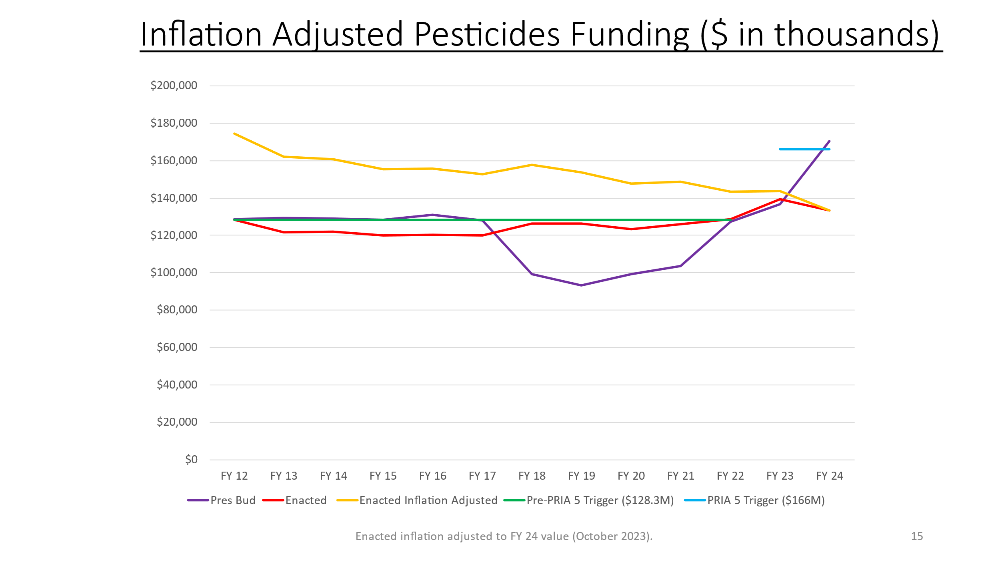 Inflation Adjusted Pesticides Funding ($ in thousands)
$200,000
$180,000
$160,000
$140,000
$120,000
$100,000
$80,000
$60,000
$40,000
$20,000
$0
FY 12 FY 13 FY 14 FY 15 FY 16 FY 17 FY 18 FY 19 FY 20 FY 21 FY 22 FY 23 FY 24
Pres Bud Enacted Enacted Inflation Adjusted Pre-PRIA 5 Trigger ($128.3M) PRIA 5 Trigger ($166M)
Enacted inflation adjusted to FY 24 value (October 2023). 15